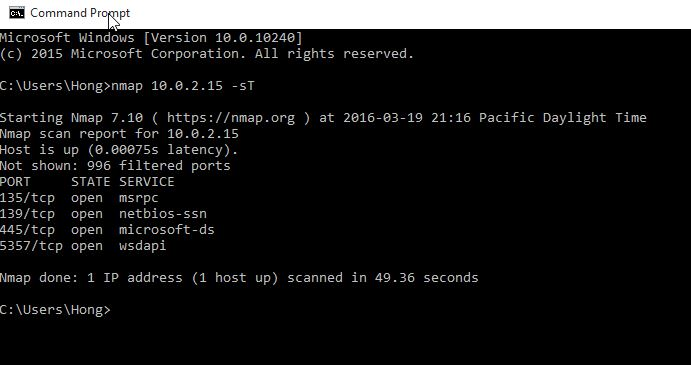 Command Prompt
Microsoft Windows [Version 10.0.10240]
(c) 2015 Microsoft Corporation. All rights reserved.
C:\Users\Hong>nmap 10.0.2.15 -sT
Starting Nmap 7.10 ( https://nmap.org ) at 2016-03-19 21:16 Pacific Daylight Time
Nmap scan report for 10.0.2.15
Host is up (0.00075s latency).
Not shown: 996 filtered ports
PORT     STATE SERVICE
135/tcp  open  msrpc
139/tcp  open  netbios-ssn
445/tcp  open  microsoft-ds
5357/tcp open  wsdapi
Nmap done: 1 IP address (1 host up) scanned in 49.36 seconds
C:\Users\Hong>